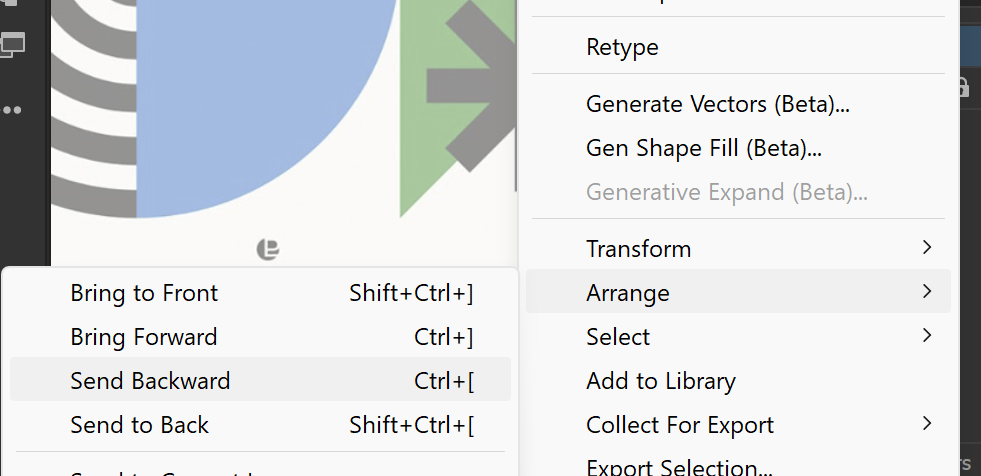 Retype
Generate Vectors (Beta)...
Gen Shape Fill (Beta)...
Generative Expand (Beta)...
Transform
Arrange
Select
Add to Library
Collect For Export
Export Selection...
Bring to Front Shift+Ctrl+]
Bring Forward Ctrl+]
Send Backward Ctrl+[
Send to Back Shift+Ctrl+[